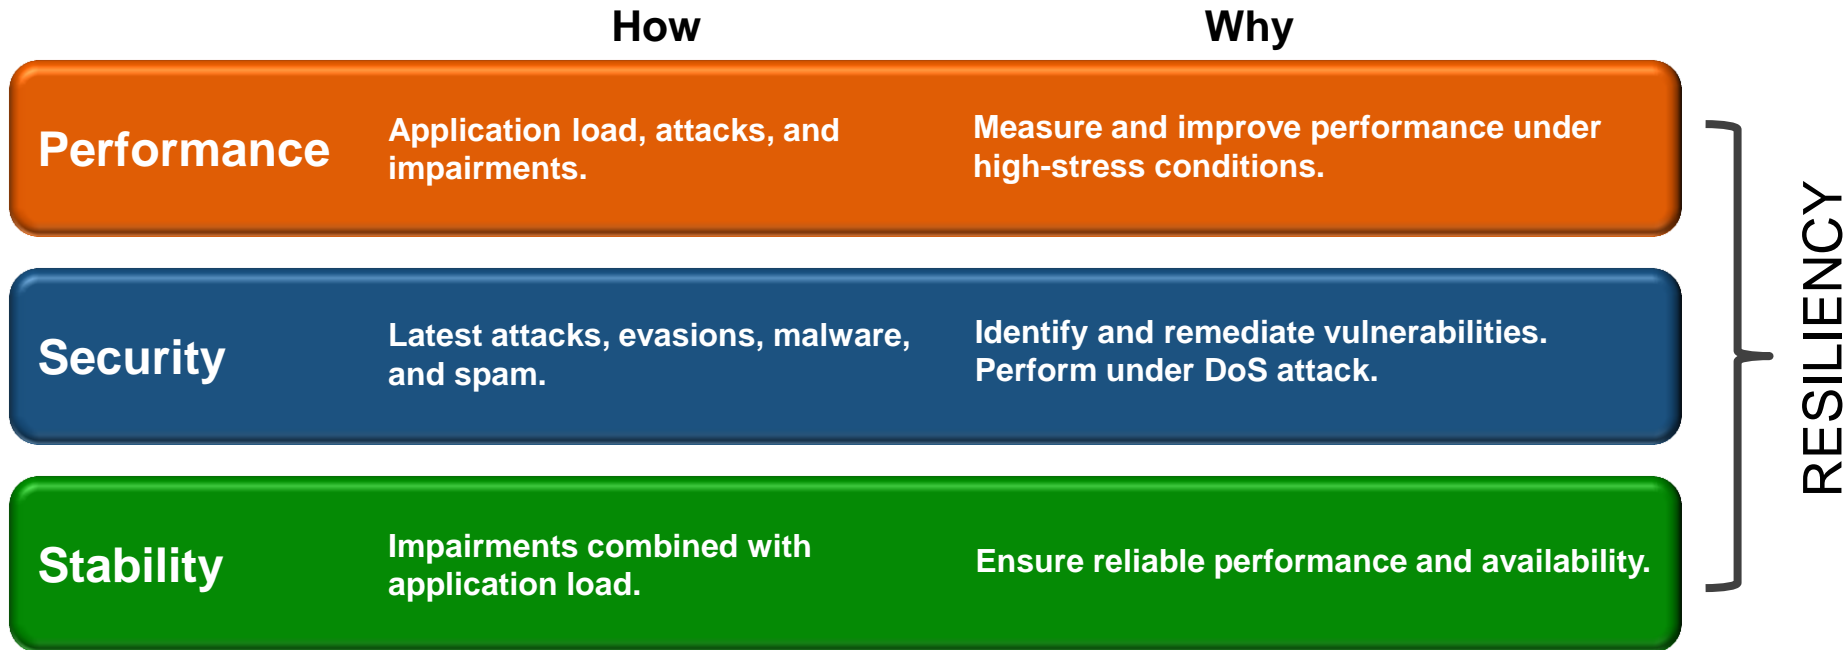 How
Why
Performance
Application load, attacks, and
impairments.
Measure and improve performance under
high-stress conditions.
Security
Latest attacks, evasions, malware,
and spam.
Identify and remediate vulnerabilities.
Perform under DoS attack.
Stability
Impairments combined with
application load.
Ensure reliable performance and availability.
RESILIENCY